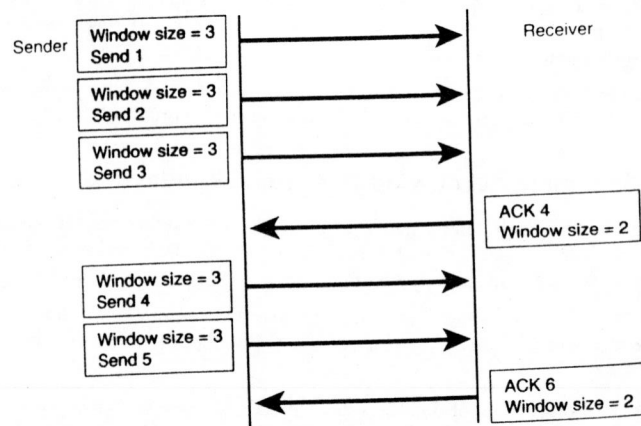 Sender
Window size = 3
Send 1
Receiver
Window size = 3
Send 2
Window size = 3
Send 3
ACK 4
Window size = 2
Window size = 3
Send 4
Window size = 3
Send 5
ACK 6
Window size = 2